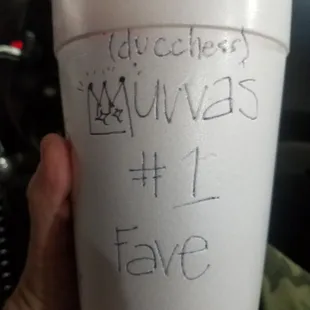 (ducchess)
Muvvas
# 1
Fave